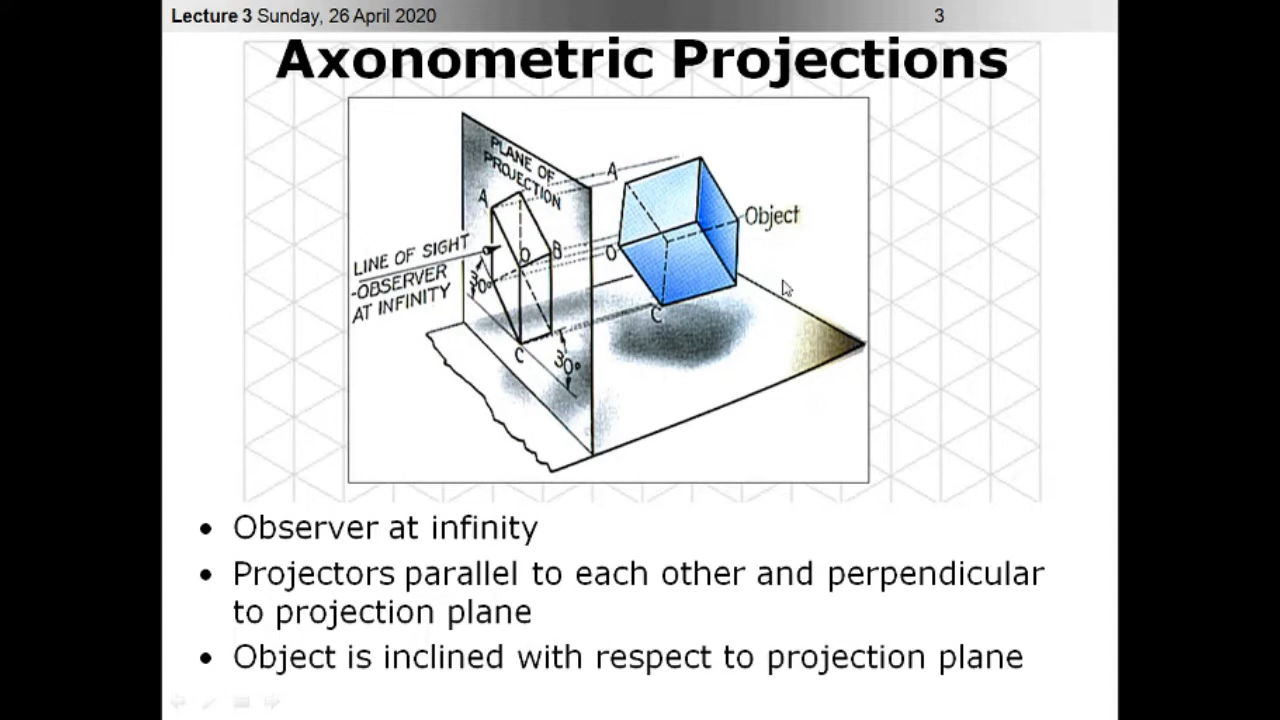 Lecture 3 Sunday, 26 April 2020 3
Axonometric Projections
PLANE OF
PROJECTION
A
A
Object
B
O
O
LINE OF SIGHT
-OBSERVER
AT INFINITY
30°
C
C
30°
• Observer at infinity
• Projectors parallel to each other and perpendicular
to projection plane
• Object is inclined with respect to projection plane